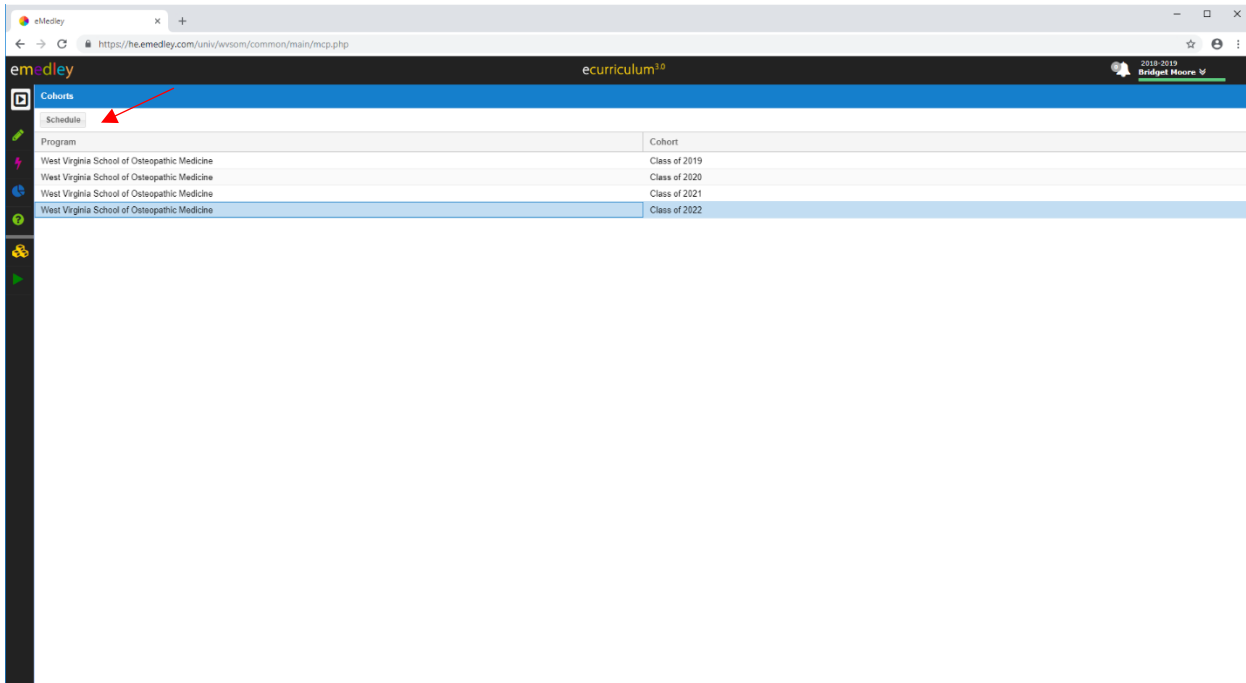 eMedley
https://he.emedley.com/univ/wvsom/common/main/mcp.php
emedley
ecurriculum3.0
0
2018-2019
Bridget Moore
Cohorts
Schedule
Program Cohort
West Virginia School of Osteopathic Medicine Class of 2019
West Virginia School of Osteopathic Medicine Class of 2020
West Virginia School of Osteopathic Medicine Class of 2021
West Virginia School of Osteopathic Medicine Class of 2022